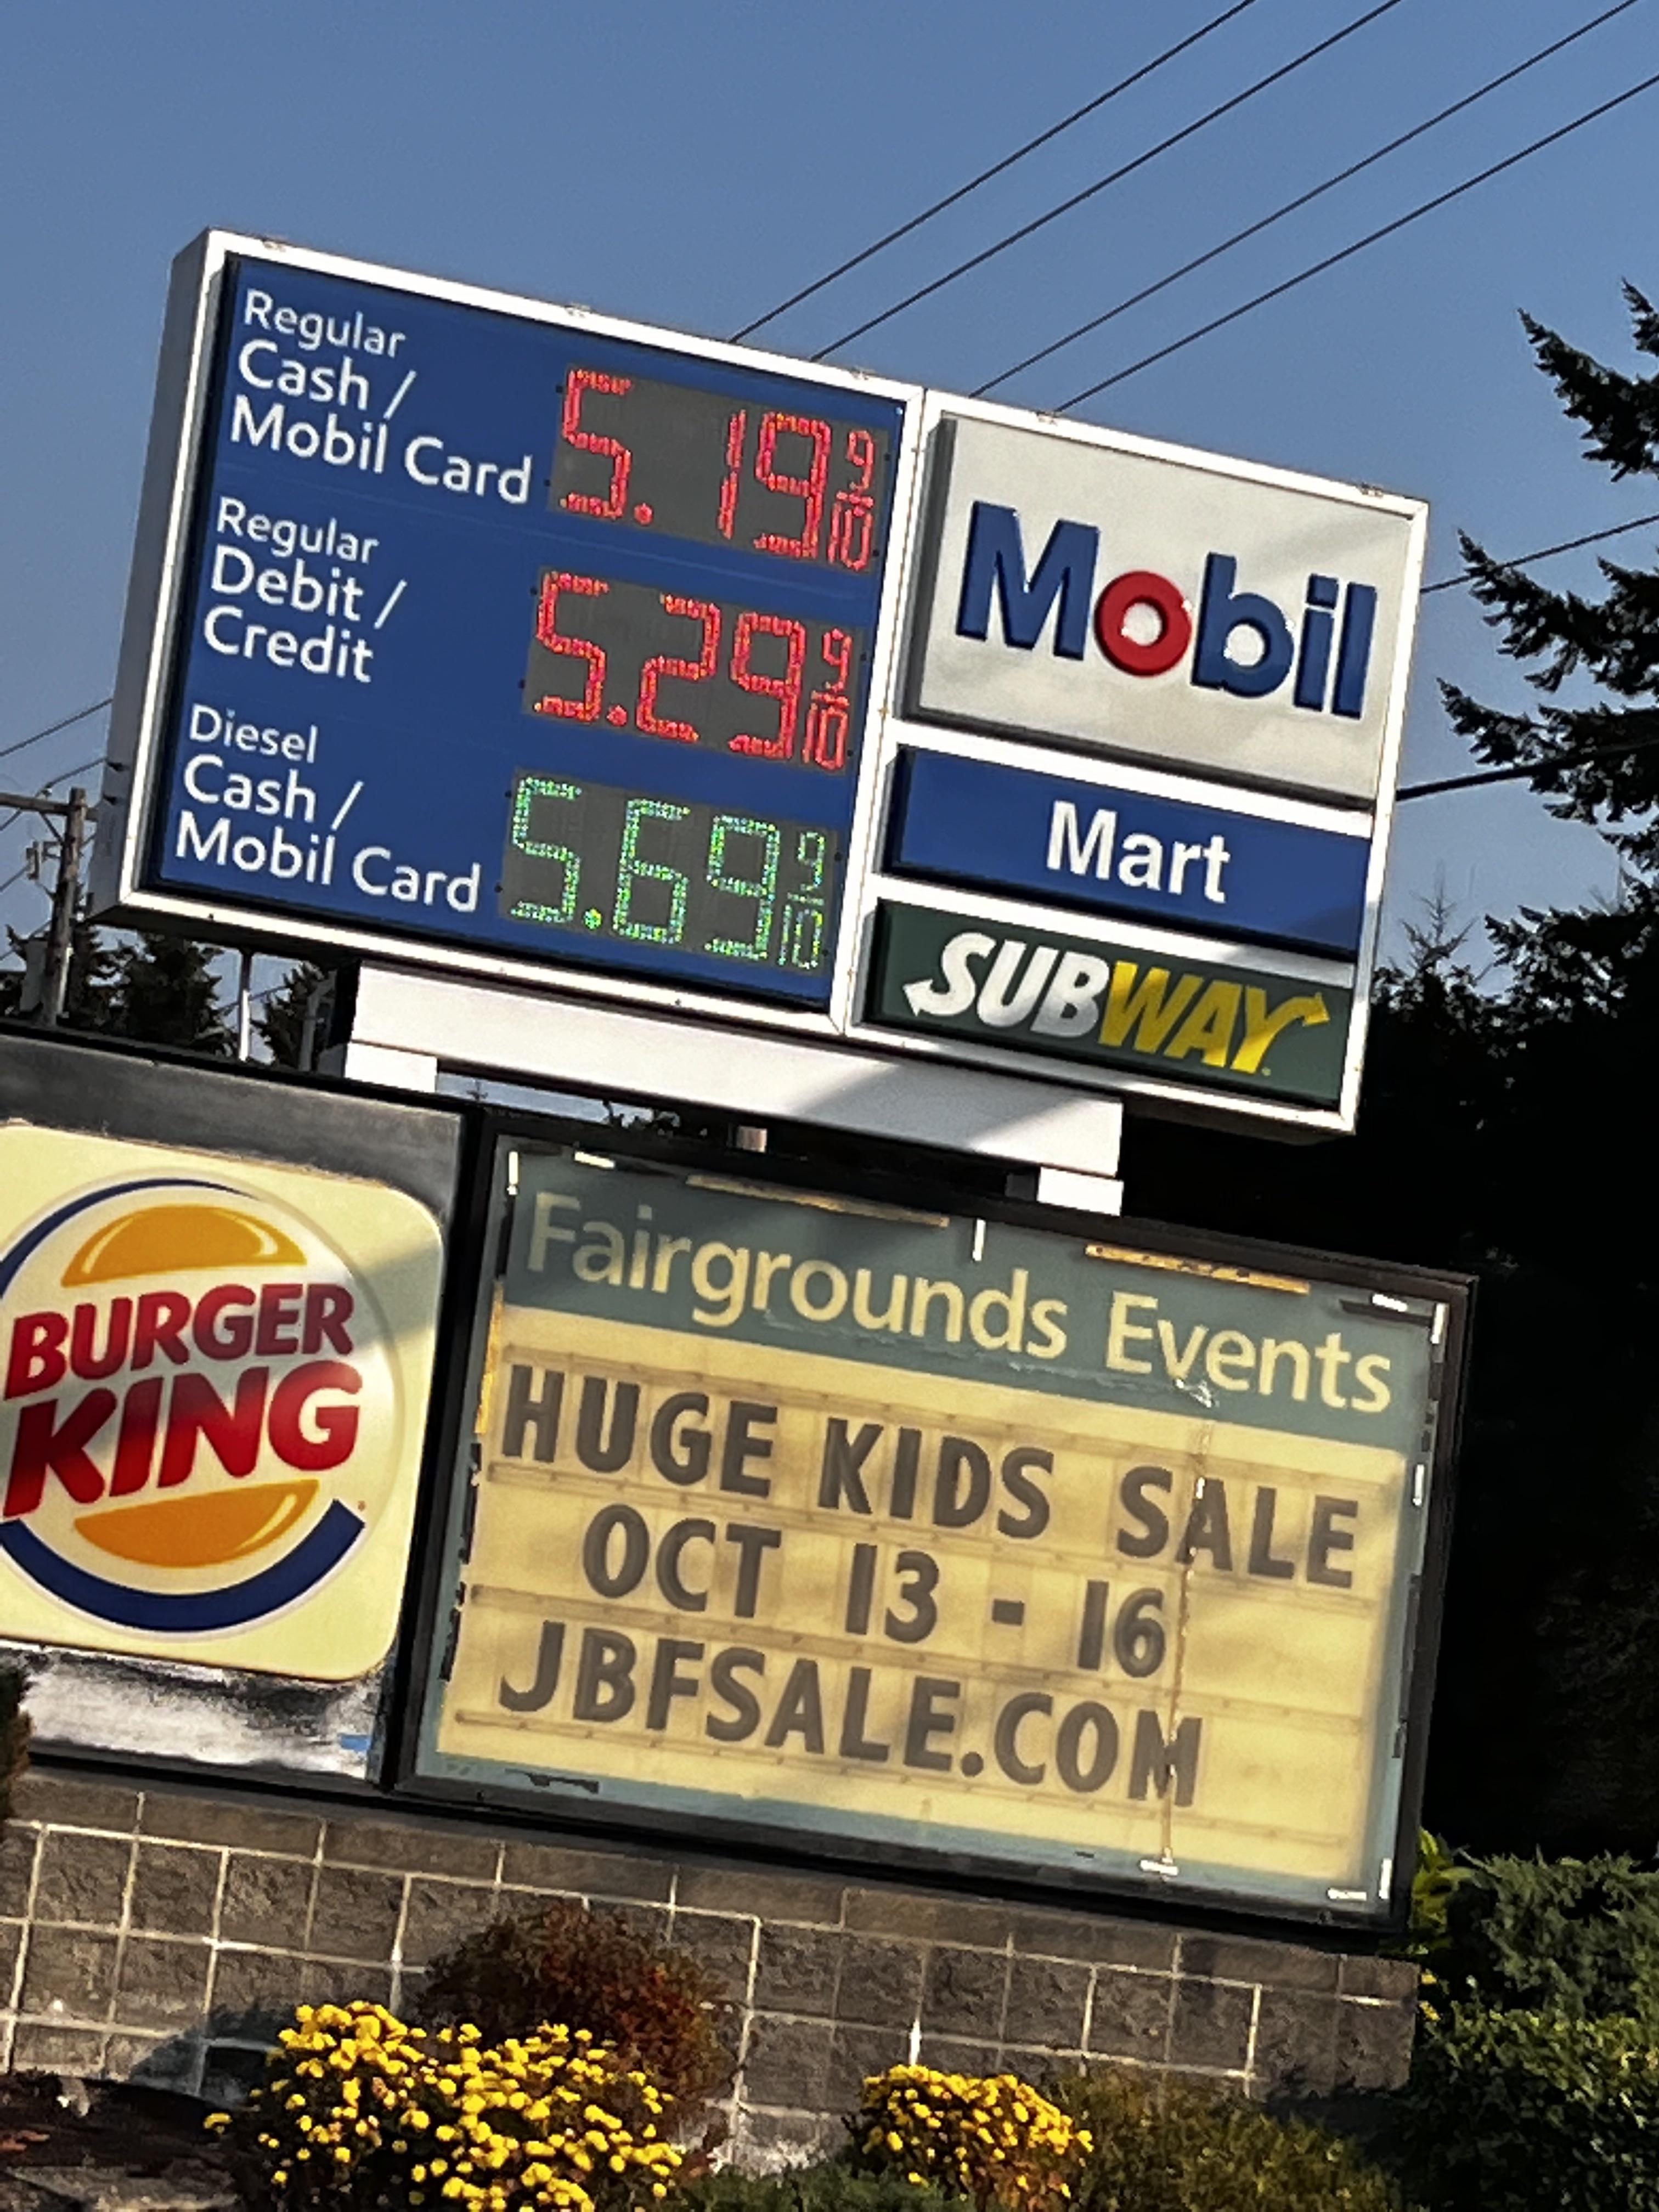 Regular
Cash /
Mobil Card
5.19 9/10
Regular
Debit /
Credit
5.29 9/10
Diesel
Cash /
Mobil Card
5.69 9/10
Mobil
Mart
SUBWAY
BURGER
KING
Fairgrounds Events
HUGE KIDS SALE
OCT 13 - 16
JBFSALE.COM